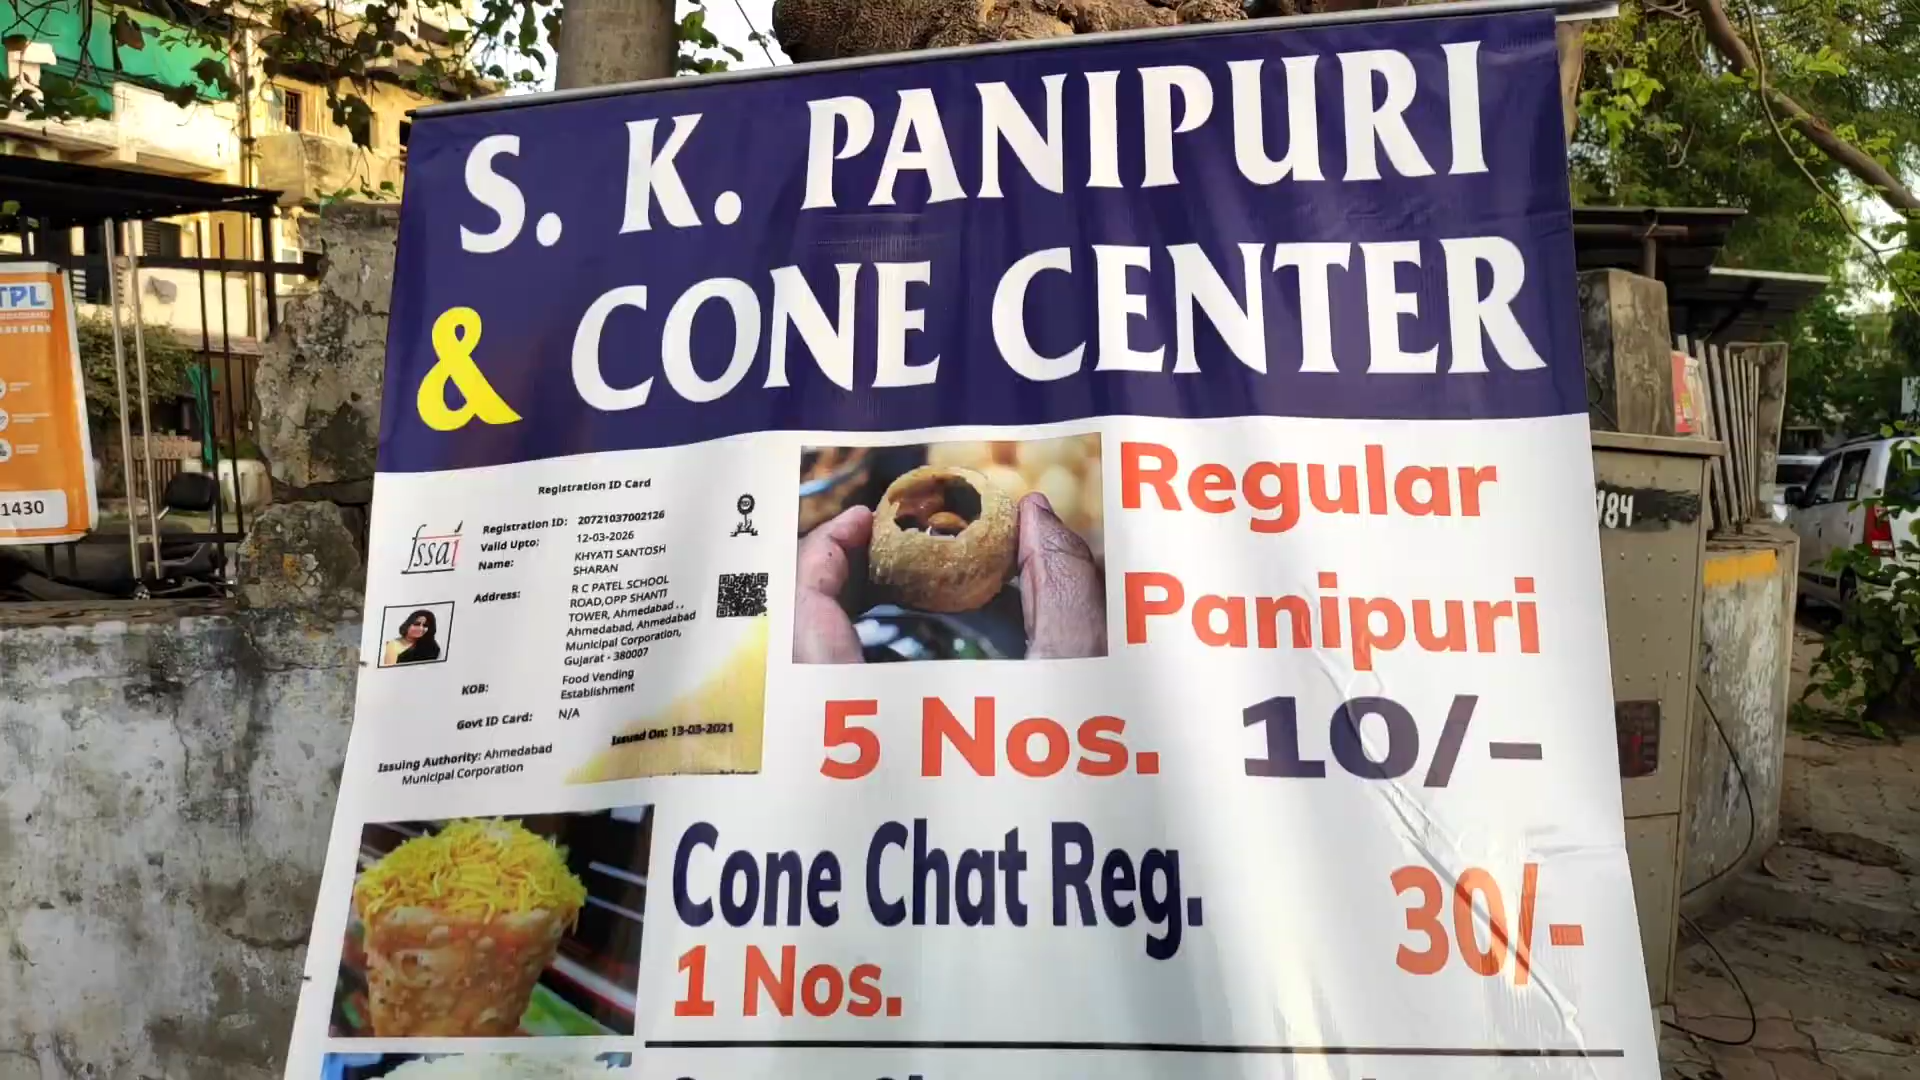 S. K. PANIPURI
& CONE CENTER
Registration ID Card
fssai
Registration ID: 20721037002126
Valid Upto: 12-03-2026
Name: KHYATI SANTOSH
SHARAN
Address: R C PATEL SCHOOL
ROAD,OPP SHANTI
TOWER, Ahmedabad , ,
Ahmedabad, Ahmedabad
Municipal Corporation,
Gujarat - 380007
KOB: Food Vending
Establishment
Govt ID Card: N/A
Issued On: 13-03-2021
Issuing Authority: Ahmedabad
Municipal Corporation
Regular
Panipuri
5 Nos. 10/-
Cone Chat Reg.
1 Nos.
30/-
TPL
1430
184